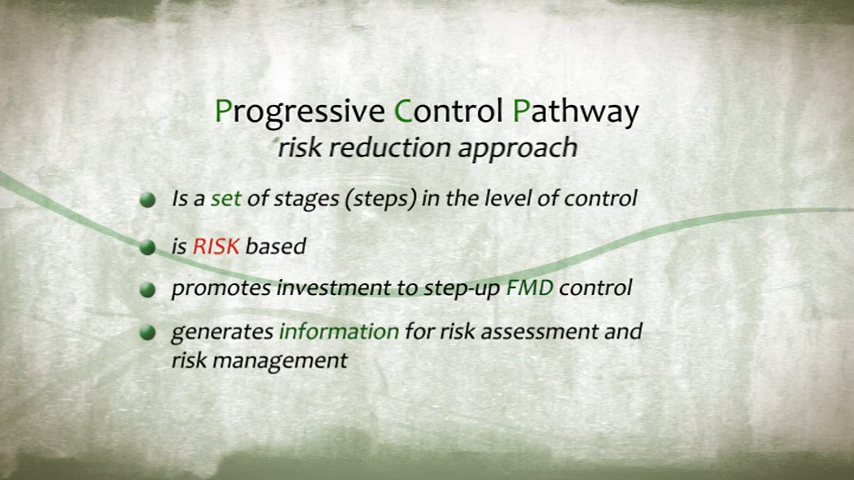 Progressive Control Pathway
risk reduction approach
Is a set of stages (steps) in the level of control
is RISK based
promotes investment to step-up FMD control
generates information for risk assessment and
risk management